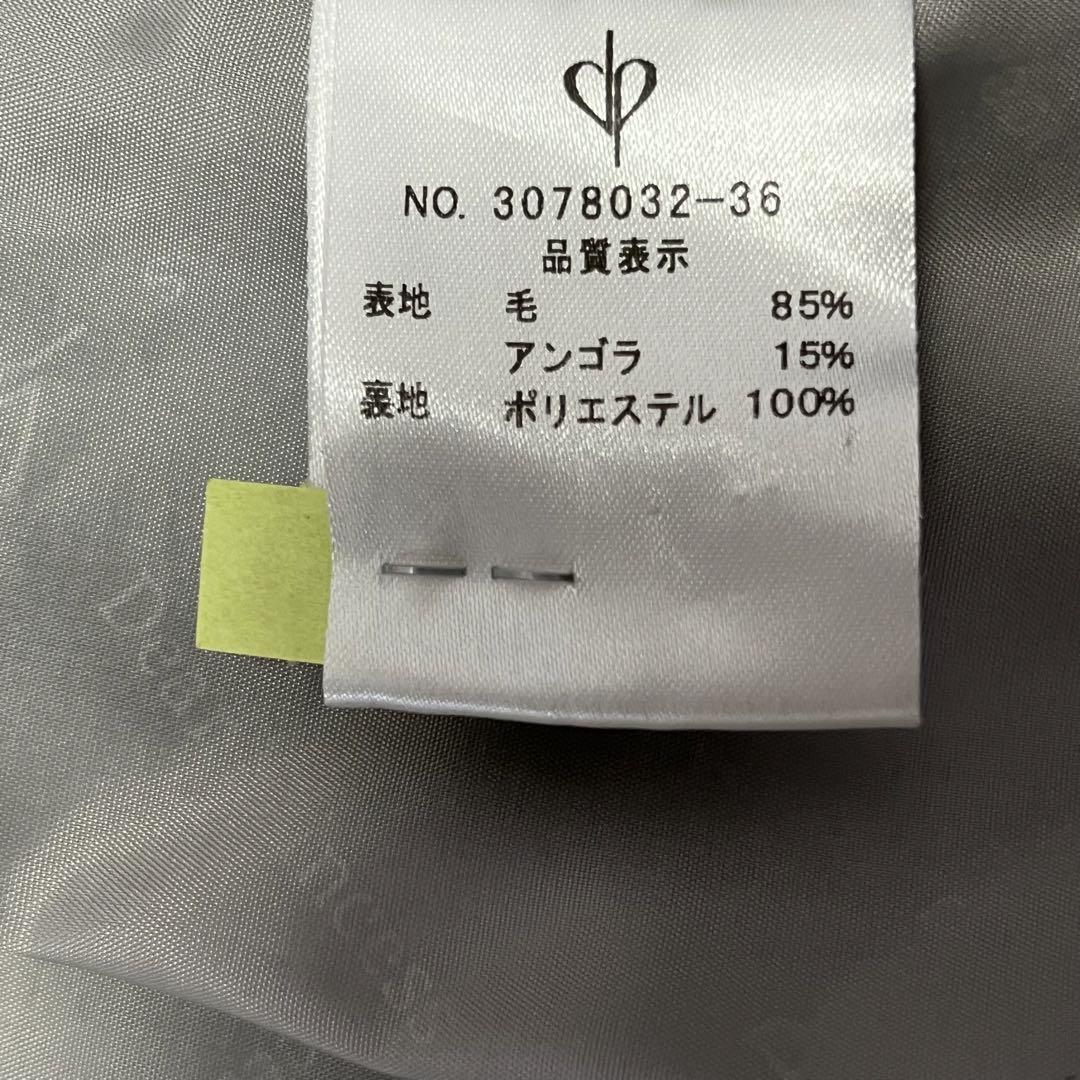 NO. 3078032-36
品質表示
表地 毛 85%
アンゴラ 15%
裏地 ポリエステル 100%